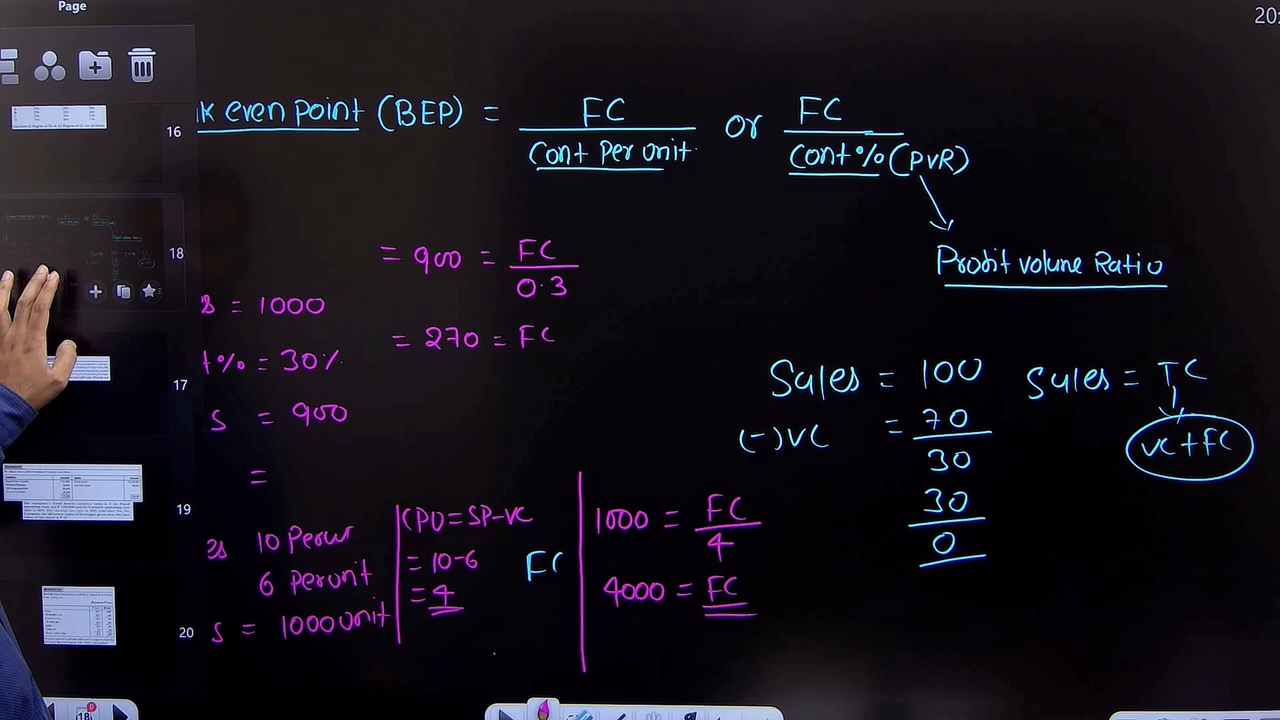 Page
20:
16
18
17
19
20
18
0
k even point (BEP) = FC / Cont Per unit or FC / Cont % (PVR)
Profit volume Ratio
= 900 = FC / 0.3
= 270 = FC
= 1000
t% = 30%
S = 900
=
10 Per
6 Per unit
S = 1000 unit
CPU = SP-VC
= 10-6
= 4
FC
1000 = FC / 4
4000 = FC
Sales = 100
(-) VC = 70
30
30
0
Sales = TC
VC + FC